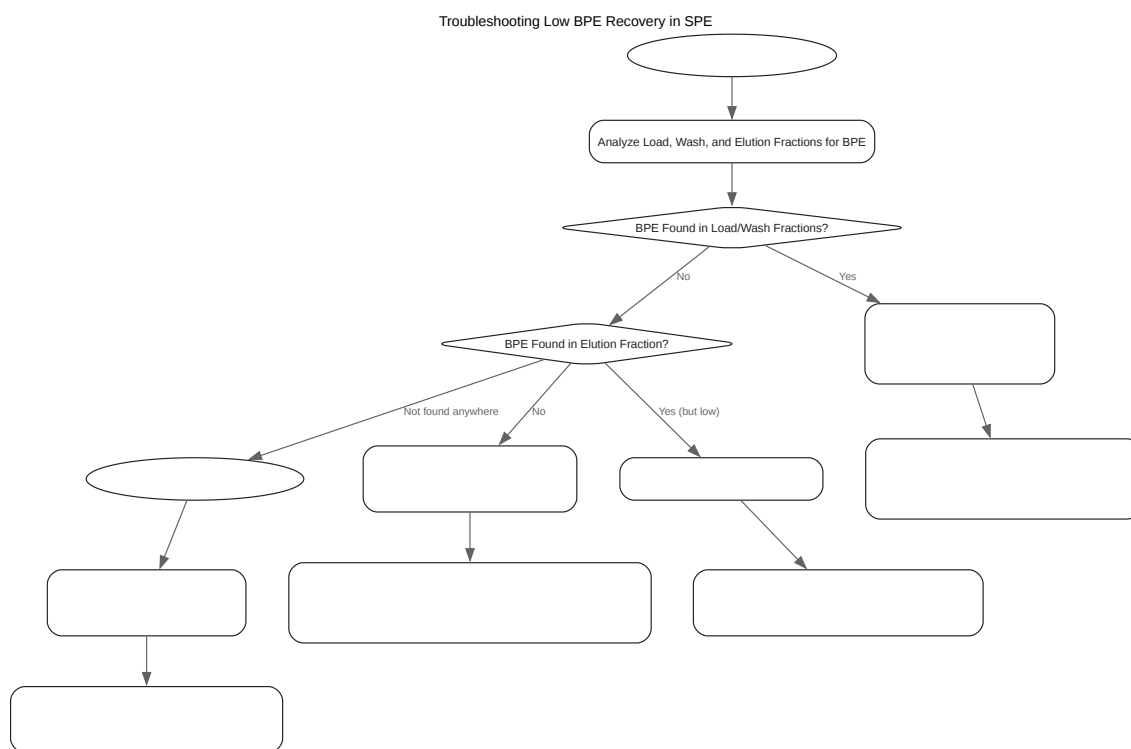 Troubleshooting Low BPE Recovery in SPE
Analyze Load, Wash, and Elution Fractions for BPE
BPE Found in Load/Wash Fractions?
No
Yes
BPE Found in Elution Fraction?
Not found anywhere
No
Yes (but low)